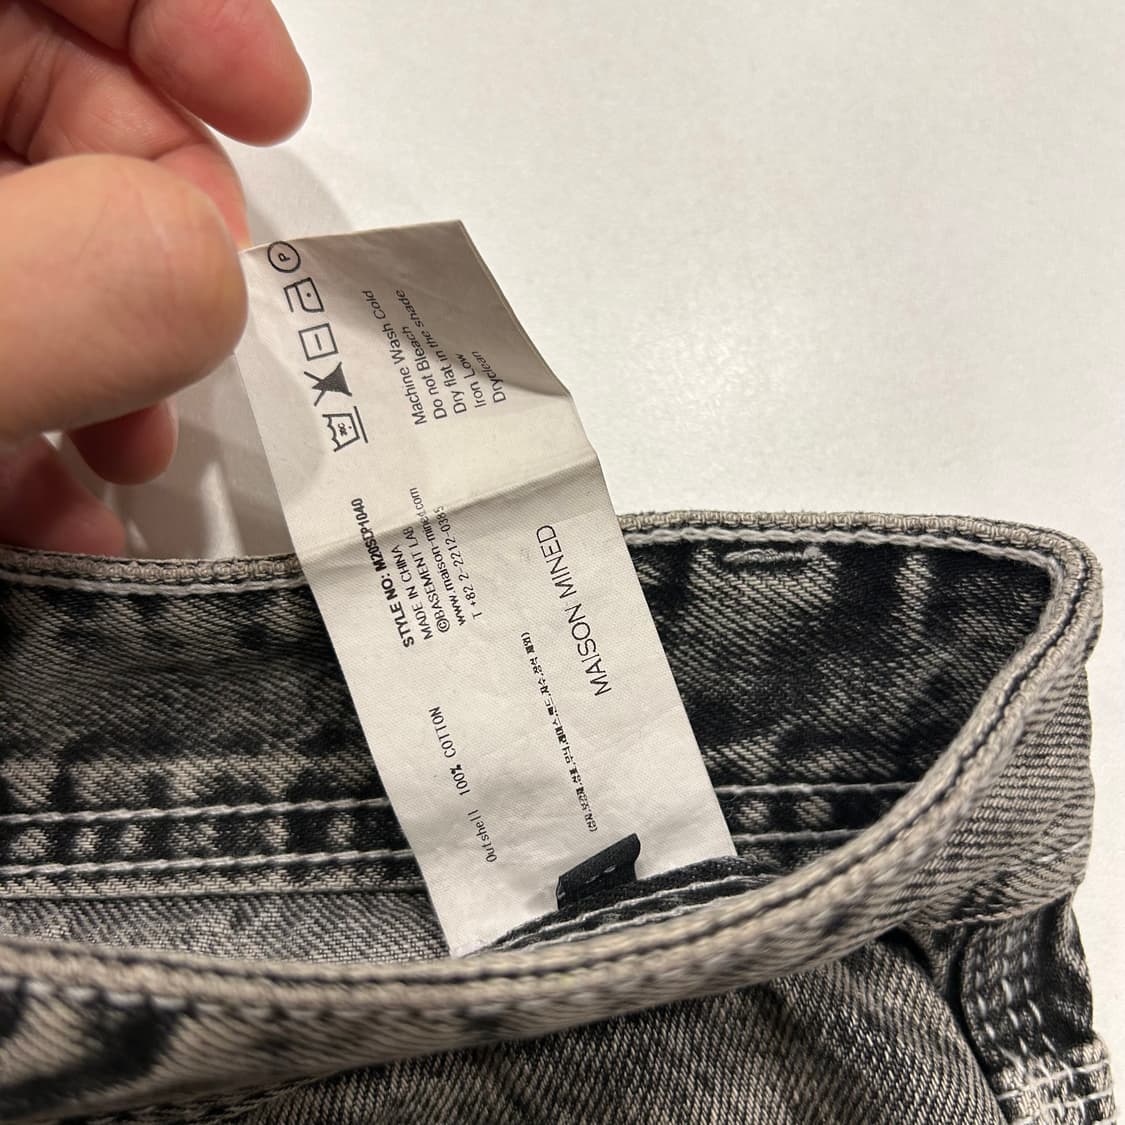 Machine Wash Cold
Do not Bleach
Dry flat in the shade
Iron Low
Dryclean
STYLE NO: M20SDP1040
MADE IN CHINA
@BASEMENT LAB
www.maison-mined.com
T +82 2-2212-0385
Outshell 100% COTTON
MAISON MINED
P